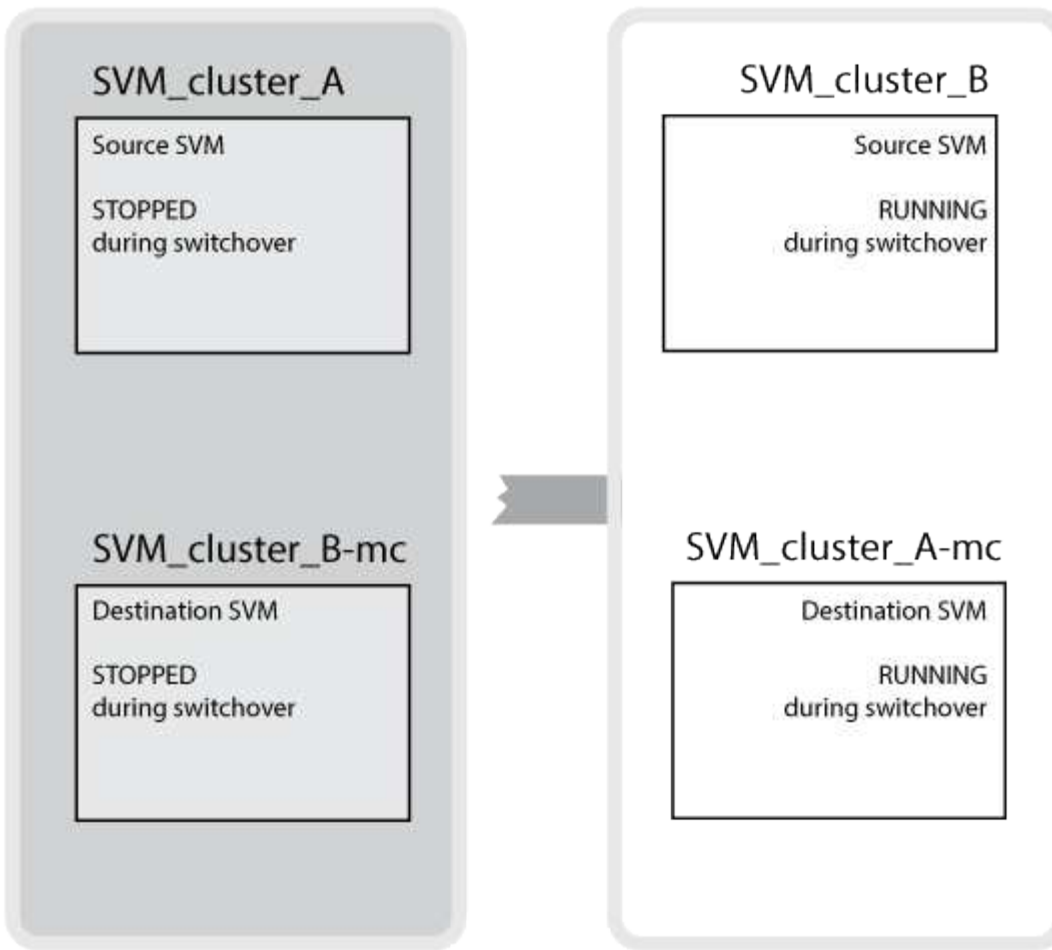 SVM_cluster_A
Source SVM
STOPPED
during switchover
SVM_cluster_B-mc
Destination SVM
STOPPED
during switchover
SVM_cluster_B
Source SVM
RUNNING
during switchover
SVM_cluster_A-mc
Destination SVM
RUNNING
during switchover